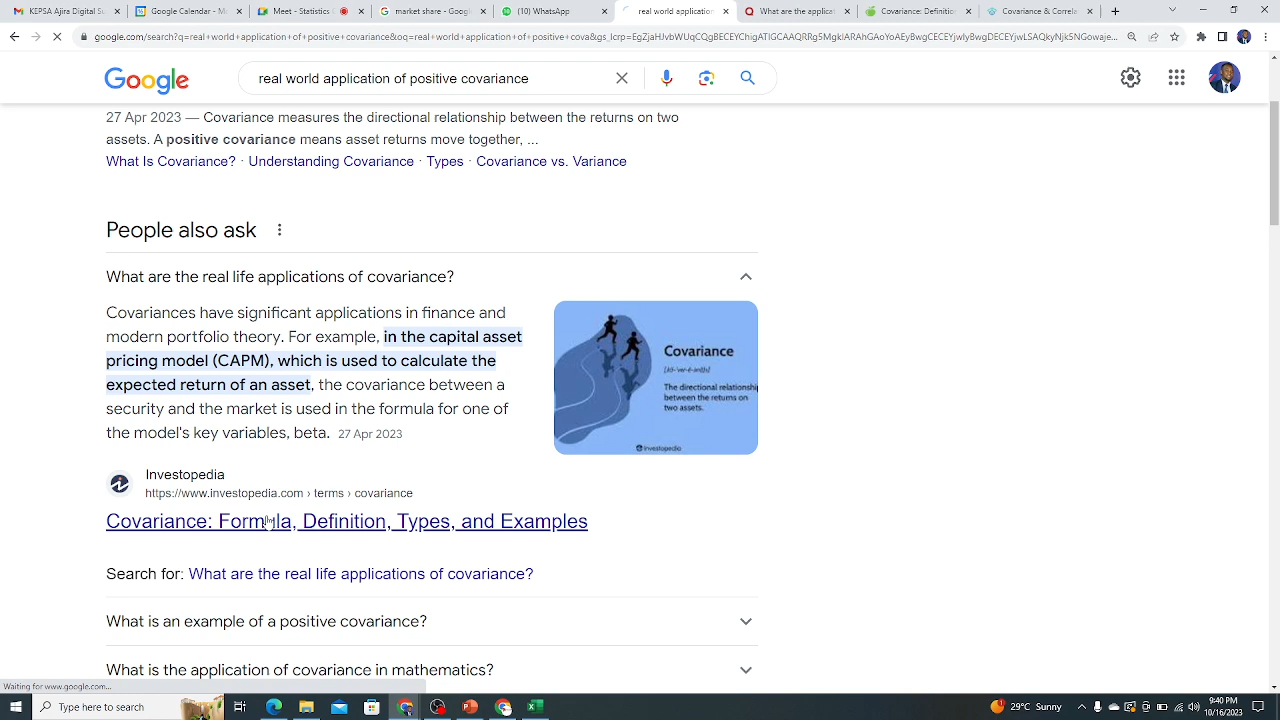 KEPSA Ajira Digital S
Google Calendar - M
Meet - Statistics
market share - Googl
(10) WhatsApp
real world application
What are the applicati
Covariance: Definition
Covariance & Correla
google.com/search?q=real+world+application+of+positive+covariance&oq=real+world+application+of+positive+cova&gs_lcrp=
Google
real world application of positive covariance
27 Apr 2023 — Covariance measures the directional relationship between the returns on two
assets. A positive covariance means asset returns move together, ...
What Is Covariance? · Understanding Covariance · Types · Covariance vs. Variance
People also ask
What are the real life applications of covariance?
Covariances have significant applications in finance and
modern portfolio theory. For example, in the capital asset
pricing model (CAPM), which is used to calculate the
expected return of an asset, the covariance between a
security and the market is used in the formula for one of
the model's key variables, beta. 27 Apr 2023
Covariance
The directional relationship
between the returns on
two assets.
Investopedia
Investopedia
https://www.investopedia.com › terms › covariance
Covariance: Formula, Definition, Types, and Examples
Search for: What are the real life applications of covariance?
What is an example of a positive covariance?
What is the application of covariance in mathematics?
Waiting for www.google.com...
Type here to search
29°C Sunny
9:40 PM
10/16/2023